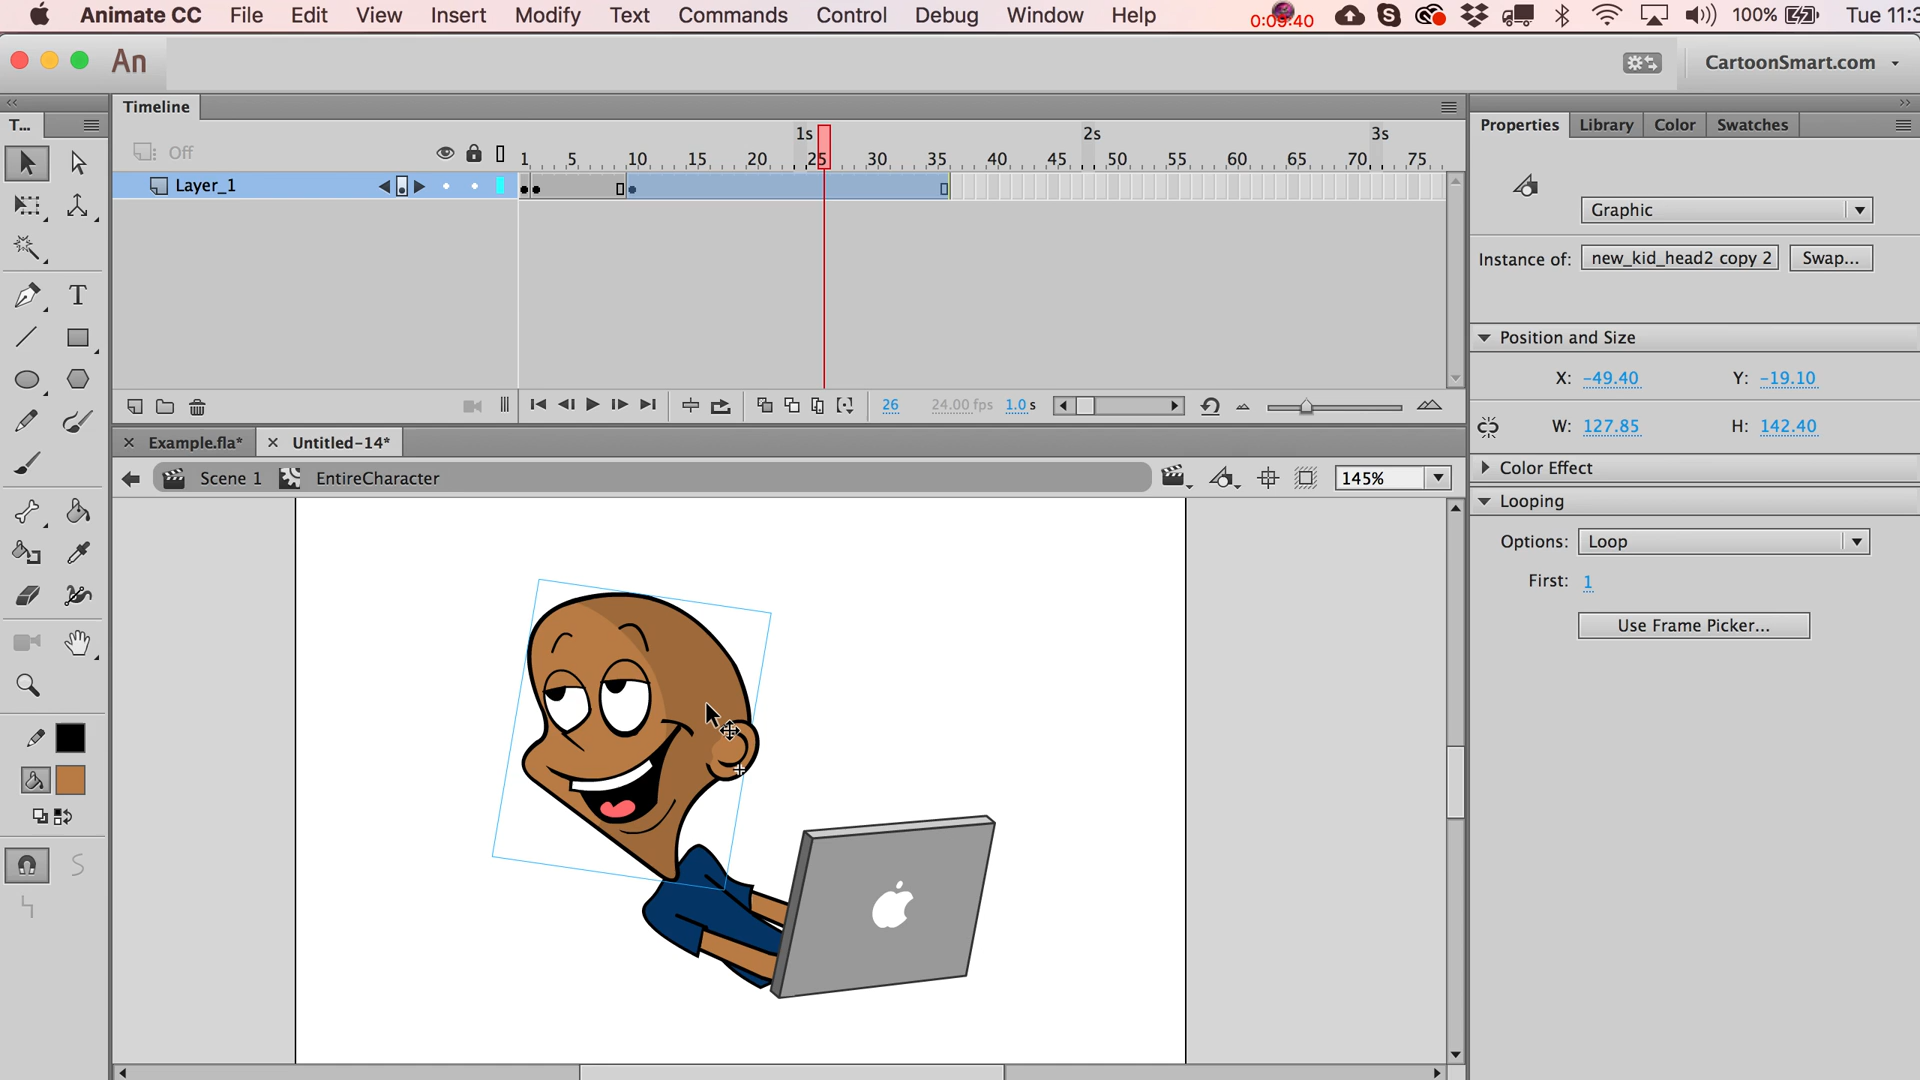 Animate CC File Edit View Insert Modify Text Commands Control Debug Window Help 0:09:40 100% Tue 11:3
An CartoonSmart.com
Timeline
T... Properties Library Color Swatches
1s 2s 3s
Off 1 5 10 15 20 25 30 35 40 45 50 55 60 65 70 75
Layer_1
Graphic
Instance of: new_kid_head2 copy 2 Swap...
Position and Size
X: -49.40 Y: -19.10
26 24.00 fps 1.0 s
W: 127.85 H: 142.40
Example.fla* Untitled-14*
Color Effect
Scene 1 EntireCharacter 145%
Looping
Options: Loop
First: 1
Use Frame Picker...